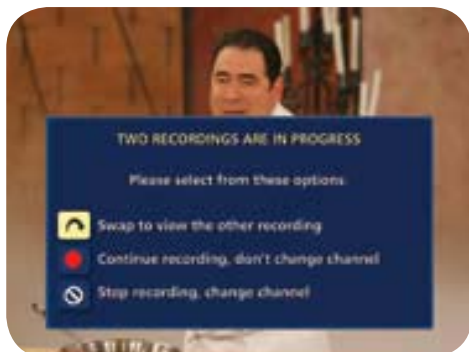 TWO RECORDINGS ARE IN PROGRESS
Please select from these options:
Swap to view the other recording
Continue recording, don't change channel
Stop recording, change channel